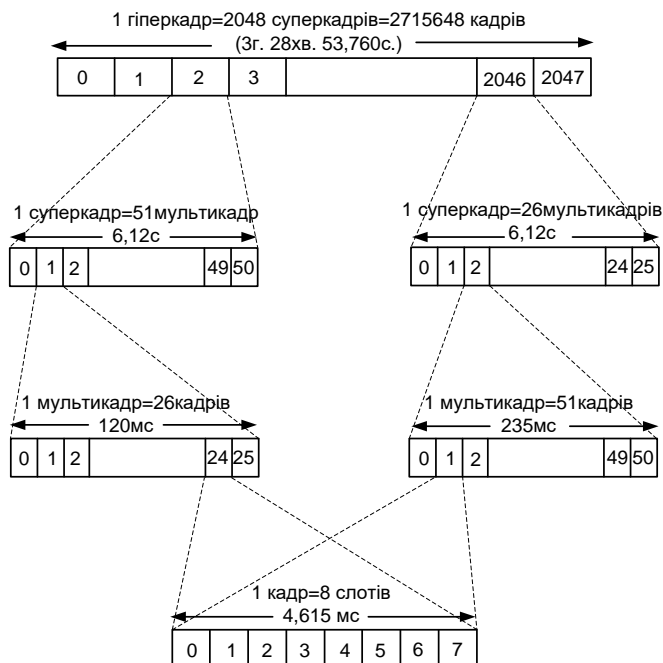 1 гіперкадр=2048 суперкадрів=2715648 кадрів
(3г. 28хв. 53,760с.)
0 1 2 3 2046 2047
1 суперкадр=51мультикадр
6,12с
0 1 2 49 50
1 суперкадр=26мультикадрів
6,12с
0 1 2 24 25
1 мультикадр=26кадрів
120мс
0 1 2 24 25
1 мультикадр=51кадрів
235мс
0 1 2 49 50
1 кадр=8 слотів
4,615 мс
0 1 2 3 4 5 6 7